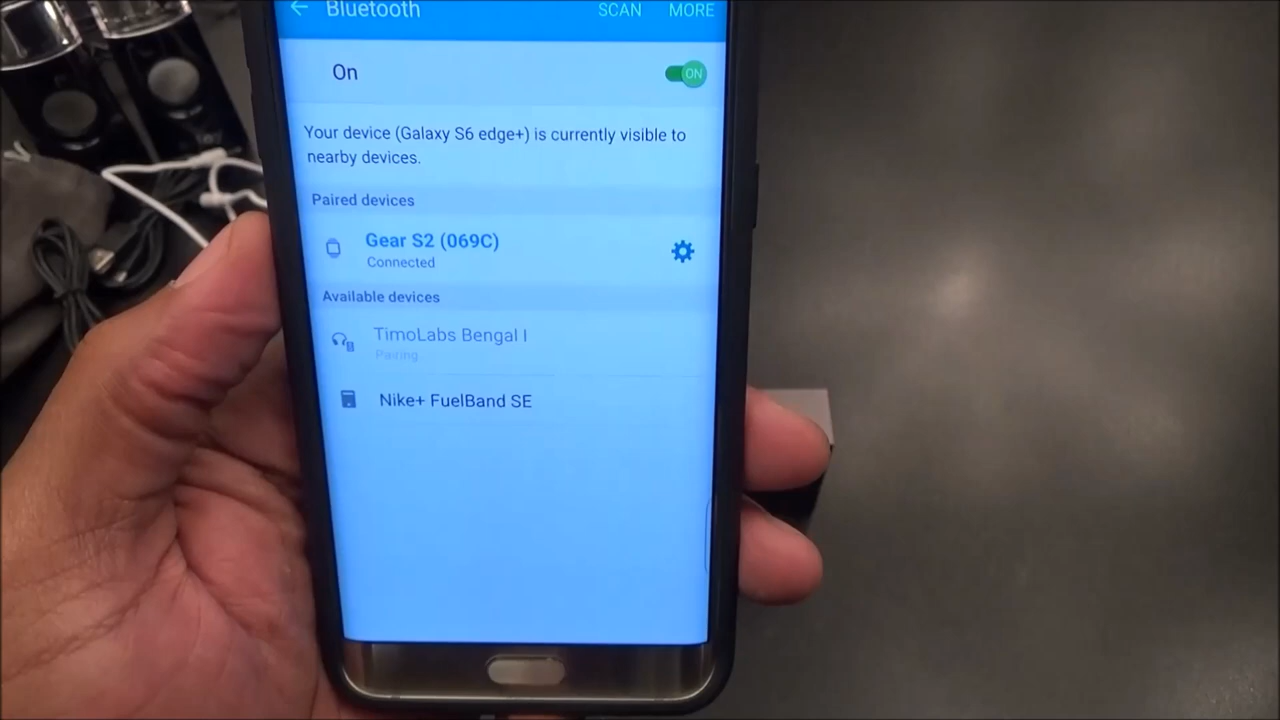 Bluetooth
SCAN
MORE
On
ON
Your device (Galaxy S6 edge+) is currently visible to
nearby devices.
Paired devices
Gear S2 (069C)
Connected
Available devices
TimoLabs Bengal I
Pairing
Nike+ FuelBand SE